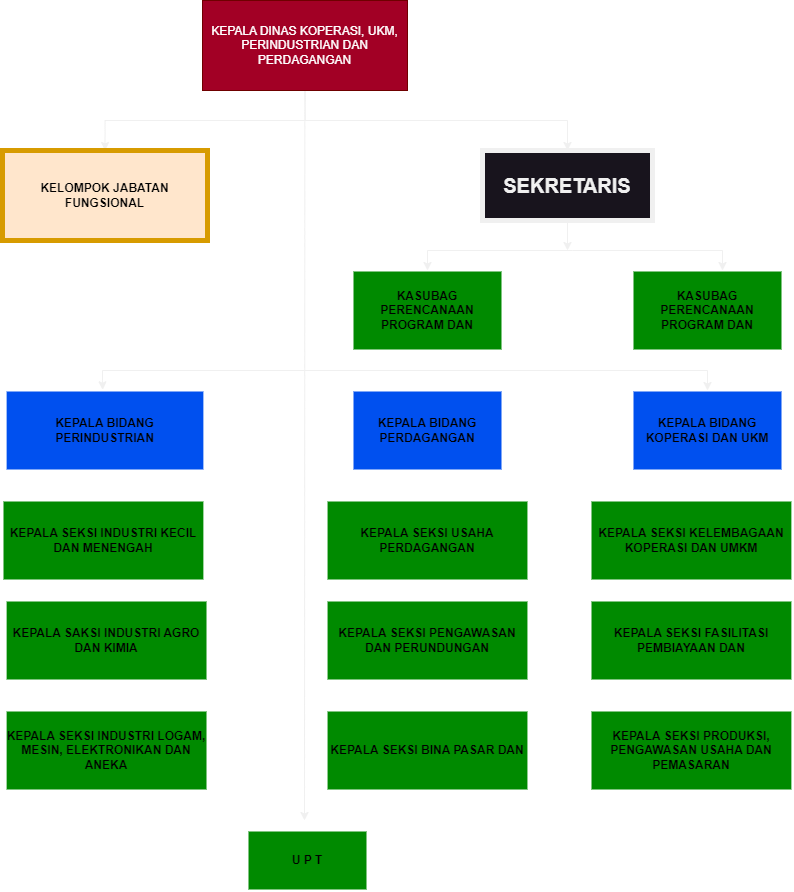 KEPALA DINAS KOPERASI, UKM,
PERINDUSTRIAN DAN
PERDAGANGAN
KELOMPOK JABATAN
FUNGSIONAL
SEKRETARIS
KASUBAG
PERENCANAAN
PROGRAM DAN
KASUBAG
PERENCANAAN
PROGRAM DAN
KEPALA BIDANG
PERINDUSTRIAN
KEPALA BIDANG
PERDAGANGAN
KEPALA BIDANG
KOPERASI DAN UKM
KEPALA SEKSI INDUSTRI KECIL
DAN MENENGAH
KEPALA SEKSI USAHA
PERDAGANGAN
KEPALA SEKSI KELEMBAGAAN
KOPERASI DAN UMKM
KEPALA SAKSI INDUSTRI AGRO
DAN KIMIA
KEPALA SEKSI PENGAWASAN
DAN PERUNDUNGAN
KEPALA SEKSI FASILITASI
PEMBIAYAAN DAN
KEPALA SEKSI INDUSTRI LOGAM,
MESIN, ELEKTRONIKAN DAN
ANEKA
KEPALA SEKSI BINA PASAR DAN
KEPALA SEKSI PRODUKSI,
PENGAWASAN USAHA DAN
PEMASARAN
U P T